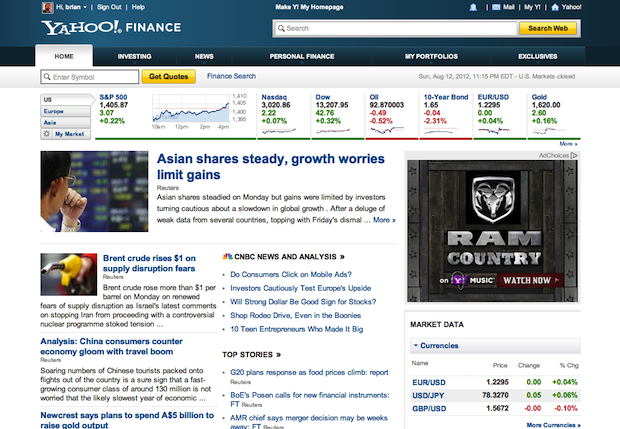 Hi, brian | Sign Out | Help
Make Y! My Homepage
Mail | My Y! | Yahoo!
YAHOO! FINANCE
Search
Search Web
HOME
INVESTING
NEWS
PERSONAL FINANCE
MY PORTFOLIOS
EXCLUSIVES
Enter Symbol
Get Quotes
Finance Search
Sun, Aug 12, 2012, 11:15 PM EDT - U.S. Markets closed
US
Europe
Asia
My Market
S&P 500
1,405.87
3.07
+0.22%
1,410
1,405
1,400
1,395
10am 12pm 2pm 4pm
Nasdaq
3,020.86
2.22
+0.07%
Dow
13,207.95
42.76
+0.32%
Oil
92.870003
-0.49
-0.52%
10-Year Bond
1.65
-0.04
-2.31%
EUR/USD
1.2295
0.00
+0.04%
Gold
1,620.00
2.60
+0.16%
More »
Asian shares steady, growth worries
limit gains
Reuters
Asian shares steadied on Monday but gains were limited by investors
turning cautious about a slowdown in global growth . After a deluge of
weak data from several countries, topping with Friday's dismal ... More »
AdChoices
RAM
COUNTRY
on Y! MUSIC WATCH NOW
Brent crude rises $1 on
supply disruption fears
Reuters
Brent crude rose more than $1 per
barrel on Monday on renewed
fears of supply disruption as Israel's latest comments
on stopping Iran from proceeding with a controversial
nuclear programme stoked tension ...
Analysis: China consumers counter
economy gloom with travel boom
Reuters
Soaring numbers of Chinese tourists packed onto
flights out of the country is a sure sign that a fast-
growing consumer class of around 130 million is not
worried that the likely slowest year of economic ...
Newcrest says plans to spend A$5 billion to
raise gold output
CNBC NEWS AND ANALYSIS »
Do Consumers Click on Mobile Ads?
Investors Cautiously Test Europe's Upside
Will Strong Dollar Be Good Sign for Stocks?
Shop Rodeo Drive, Even in the Boonies
10 Teen Entrepreneurs Who Made It Big
TOP STORIES »
G20 plans response as food prices climb: report
Reuters
BoE's Posen calls for new financial instruments:
FT Reuters
AMR chief says merger decision may be weeks
away: FT Reuters
MARKET DATA
Currencies
Name Price Change % Chg
EUR/USD 1.2295 0.00 +0.04%
USD/JPY 78.3270 0.05 +0.06%
GBP/USD 1.5672 -0.00 -0.10%
More Currencies »